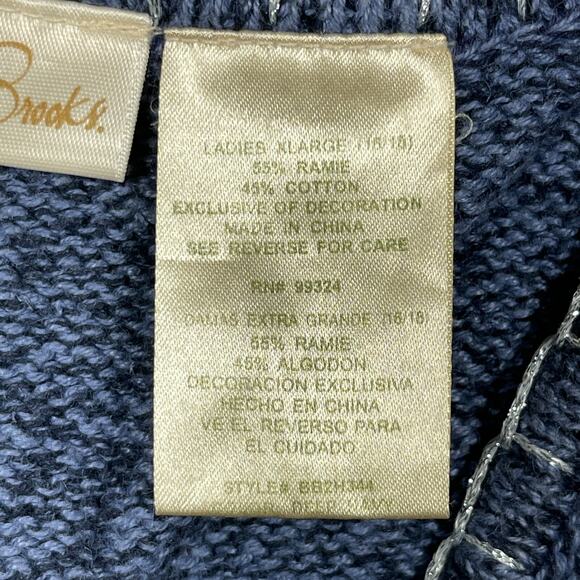 Brooks.
LADIES XLARGE (16/18)
55% RAMIE
45% COTTON
EXCLUSIVE OF DECORATION
MADE IN CHINA
SEE REVERSE FOR CARE
RN# 99324
DAMAS EXTRA GRANDE (16/18)
55% RAMIE
45% ALGODON
DECORACION EXCLUSIVA
HECHO EN CHINA
VE EL REVERSO PARA
EL CUIDADO
STYLE# BB2H344